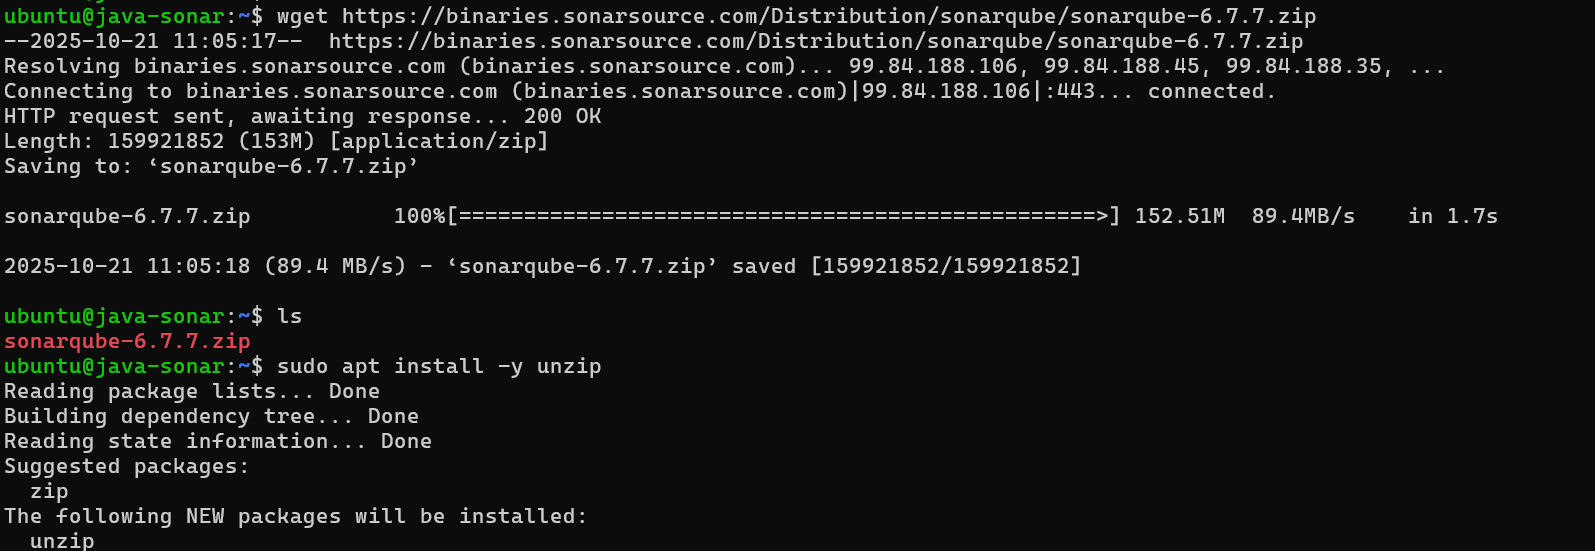 ubuntu@java-sonar:~$ wget https://binaries.sonarsource.com/Distribution/sonarqube/sonarqube-6.7.7.zip
--2025-10-21 11:05:17--  https://binaries.sonarsource.com/Distribution/sonarqube/sonarqube-6.7.7.zip
Resolving binaries.sonarsource.com (binaries.sonarsource.com)... 99.84.188.106, 99.84.188.45, 99.84.188.35, ...
Connecting to binaries.sonarsource.com (binaries.sonarsource.com)|99.84.188.106|:443... connected.
HTTP request sent, awaiting response... 200 OK
Length: 159921852 (153M) [application/zip]
Saving to: ‘sonarqube-6.7.7.zip’
sonarqube-6.7.7.zip           100%[=================================================>] 152.51M  89.4MB/s    in 1.7s
2025-10-21 11:05:18 (89.4 MB/s) - ‘sonarqube-6.7.7.zip’ saved [159921852/159921852]
ubuntu@java-sonar:~$ ls
sonarqube-6.7.7.zip
ubuntu@java-sonar:~$ sudo apt install -y unzip
Reading package lists... Done
Building dependency tree... Done
Reading state information... Done
Suggested packages:
  zip
The following NEW packages will be installed:
  unzip